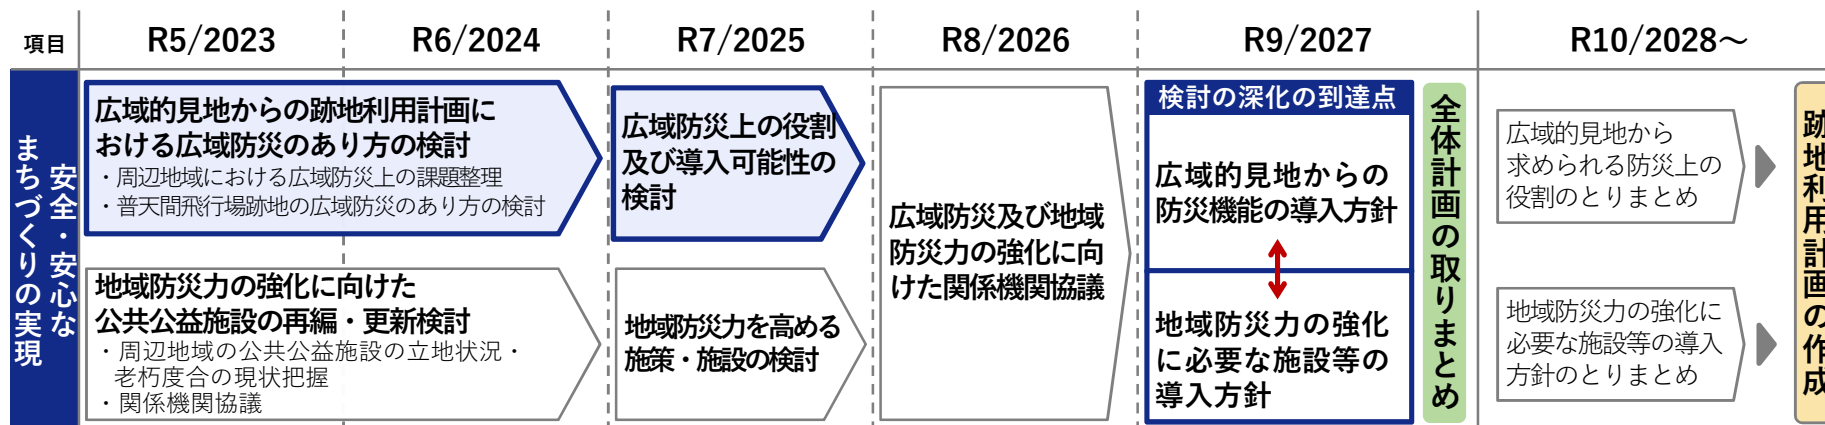 項目
R5/2023
R6/2024
R7/2025
R8/2026
R9/2027
R10/2028～
安全・安心な
まちづくりの実現
広域的見地からの跡地利用計画に
おける広域防災のあり方の検討
・周辺地域における広域防災上の課題整理
・普天間飛行場跡地の広域防災のあり方の検討
地域防災力の強化に向けた
公共公益施設の再編・更新検討
・周辺地域の公共公益施設の立地状況・
老朽度合の現状把握
・関係機関協議
広域防災上の役割
及び導入可能性の
検討
地域防災力を高める
施策・施設の検討
広域防災及び地域
防災力の強化に向
けた関係機関協議
検討の深化の到達点
広域的見地からの
防災機能の導入方針
地域防災力の強化
に必要な施設等の
導入方針
全体計画の取りまとめ
広域的見地から
求められる防災上の
役割のとりまとめ
地域防災力の強化に
必要な施設等の導入
方針のとりまとめ
跡地利用計画の作成